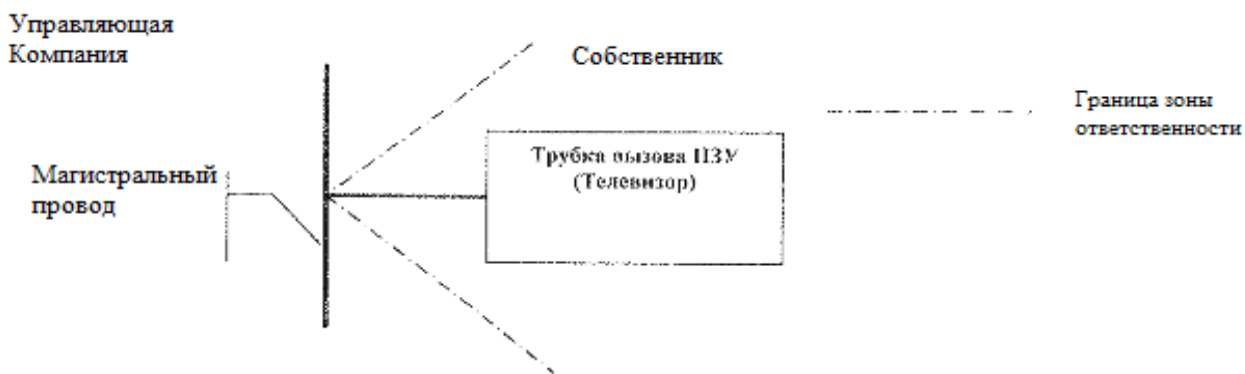 Управляющая
Компания
Собственник
Граница зоны
ответственности
Трубка вызова ПЗУ
(Телевизор)
Магистральный
провод